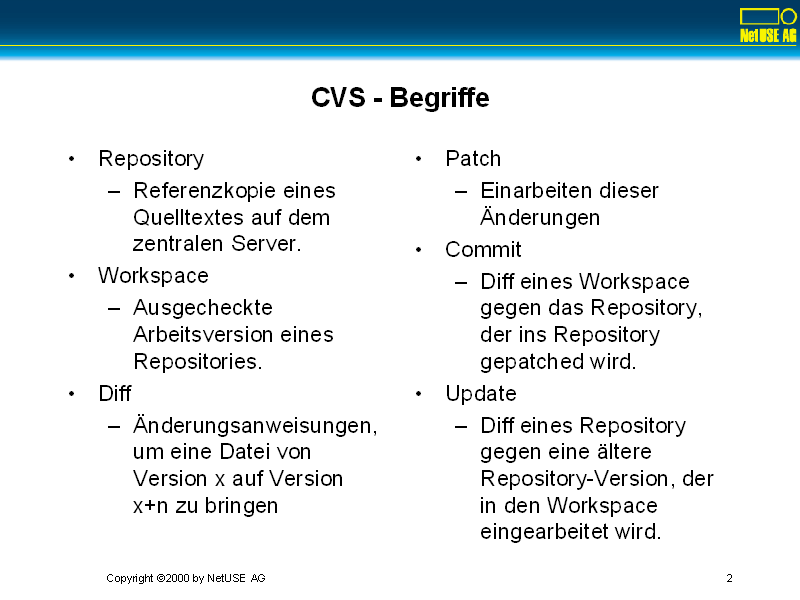 NetUSE AG
CVS - Begriffe
• Repository
– Referenzkopie eines
Quelltextes auf dem
zentralen Server.
• Workspace
– Ausgecheckte
Arbeitsversion eines
Repositories.
• Diff
– Änderungsanweisungen,
um eine Datei von
Version x auf Version
x+n zu bringen
• Patch
– Einarbeiten dieser
Änderungen
• Commit
– Diff eines Workspace
gegen das Repository,
der ins Repository
gepatched wird.
• Update
– Diff eines Repository
gegen eine ältere
Repository-Version, der
in den Workspace
eingearbeitet wird.
Copyright ©2000 by NetUSE AG
2